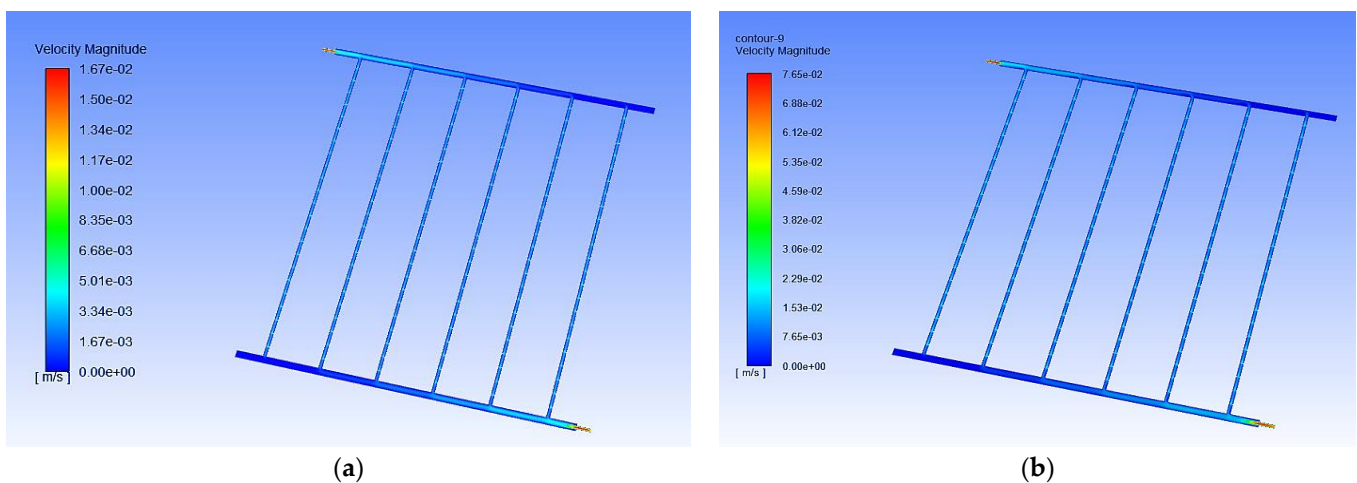 Velocity Magnitude
1.67e-02
1.50e-02
1.34e-02
1.17e-02
1.00e-02
8.35e-03
6.68e-03
5.01e-03
3.34e-03
1.67e-03
0.00e+00
[ m/s ]
(a)
contour-9
Velocity Magnitude
7.65e-02
6.88e-02
6.12e-02
5.35e-02
4.59e-02
3.82e-02
3.06e-02
2.29e-02
1.53e-02
7.65e-03
0.00e+00
[ m/s ]
(b)